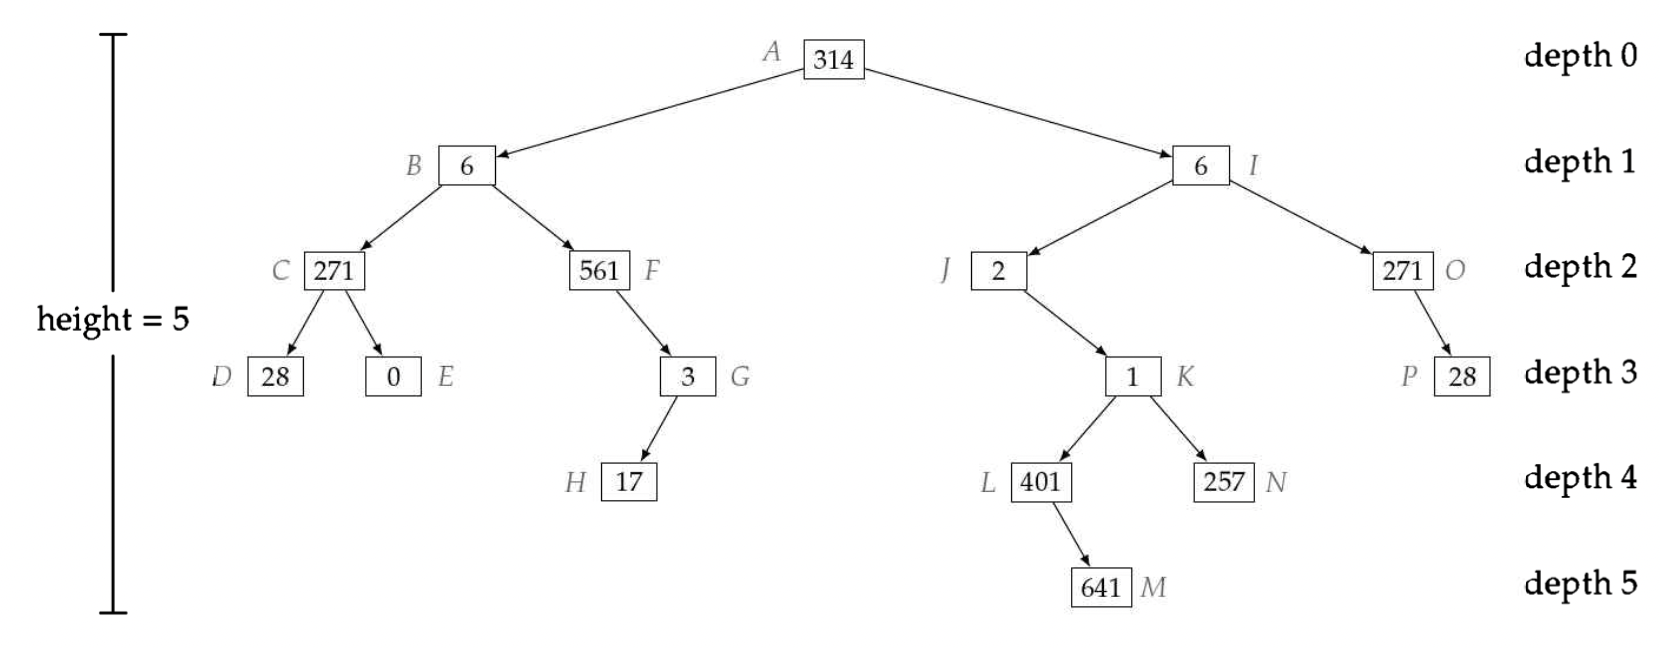 A 314 depth 0
B 6 6 I depth 1
C 271 561 F J 2 271 O depth 2
height = 5
D 28 0 E 3 G 1 K P 28 depth 3
H 17 L 401 257 N depth 4
641 M depth 5